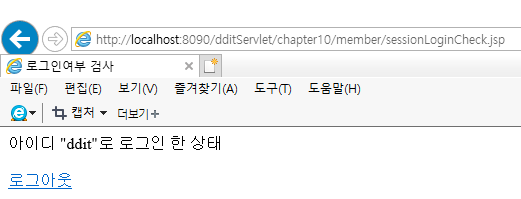 http://localhost:8090/dditServlet/chapter10/member/sessionLoginCheck.jsp
로그인여부 검사
파일(F) 편집(E) 보기(V) 즐겨찾기(A) 도구(T) 도움말(H)
캡처 더보기+
아이디 "ddit"로 로그인 한 상태
로그아웃